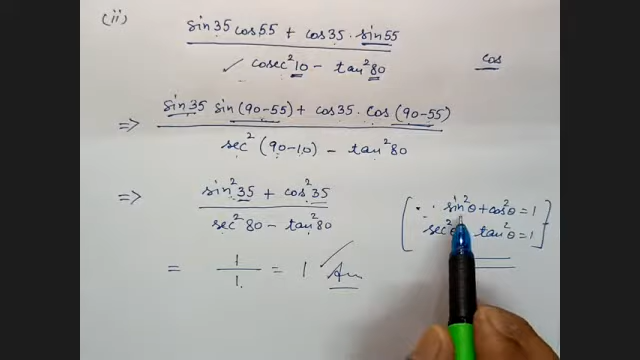 (ii)
sin35 cos55 + cos35 . sin55
✓ cosec²10 - tan²80
cos
=> sin35 sin(90-55) + cos35 . cos(90-55)
sec²(90-10) - tan²80
=> sin²35 + cos²35
sec²80 - tan²80
(∵ sin²θ + cos²θ = 1
sec²θ tan²θ = 1)
= 1/1 = 1 Ans